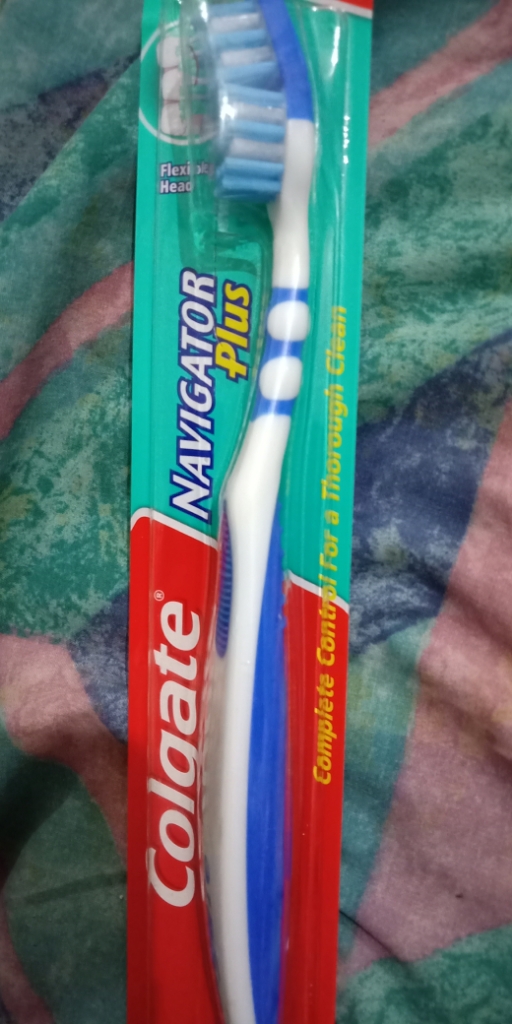 Flexible
Head
NAVIGATOR
Plus
Complete Control For a Thorough Clean
Colgate®